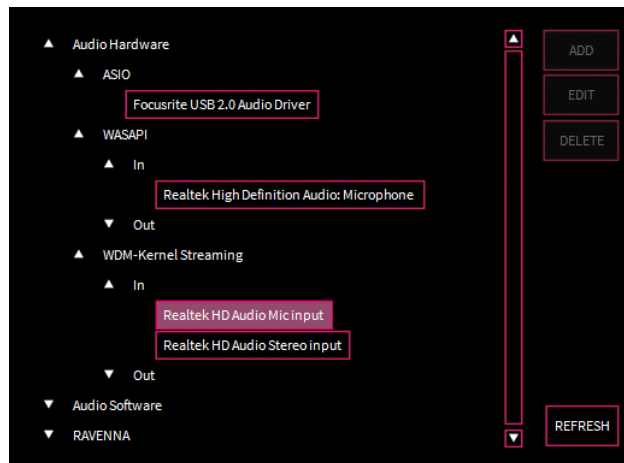 Audio Hardware
ADD
ASIO
EDIT
Focusrite USB 2.0 Audio Driver
WASAPI
DELETE
In
Realtek High Definition Audio: Microphone
Out
WDM-Kernel Streaming
In
Realtek HD Audio Mic input
Realtek HD Audio Stereo input
Out
Audio Software
RAVENNA
REFRESH